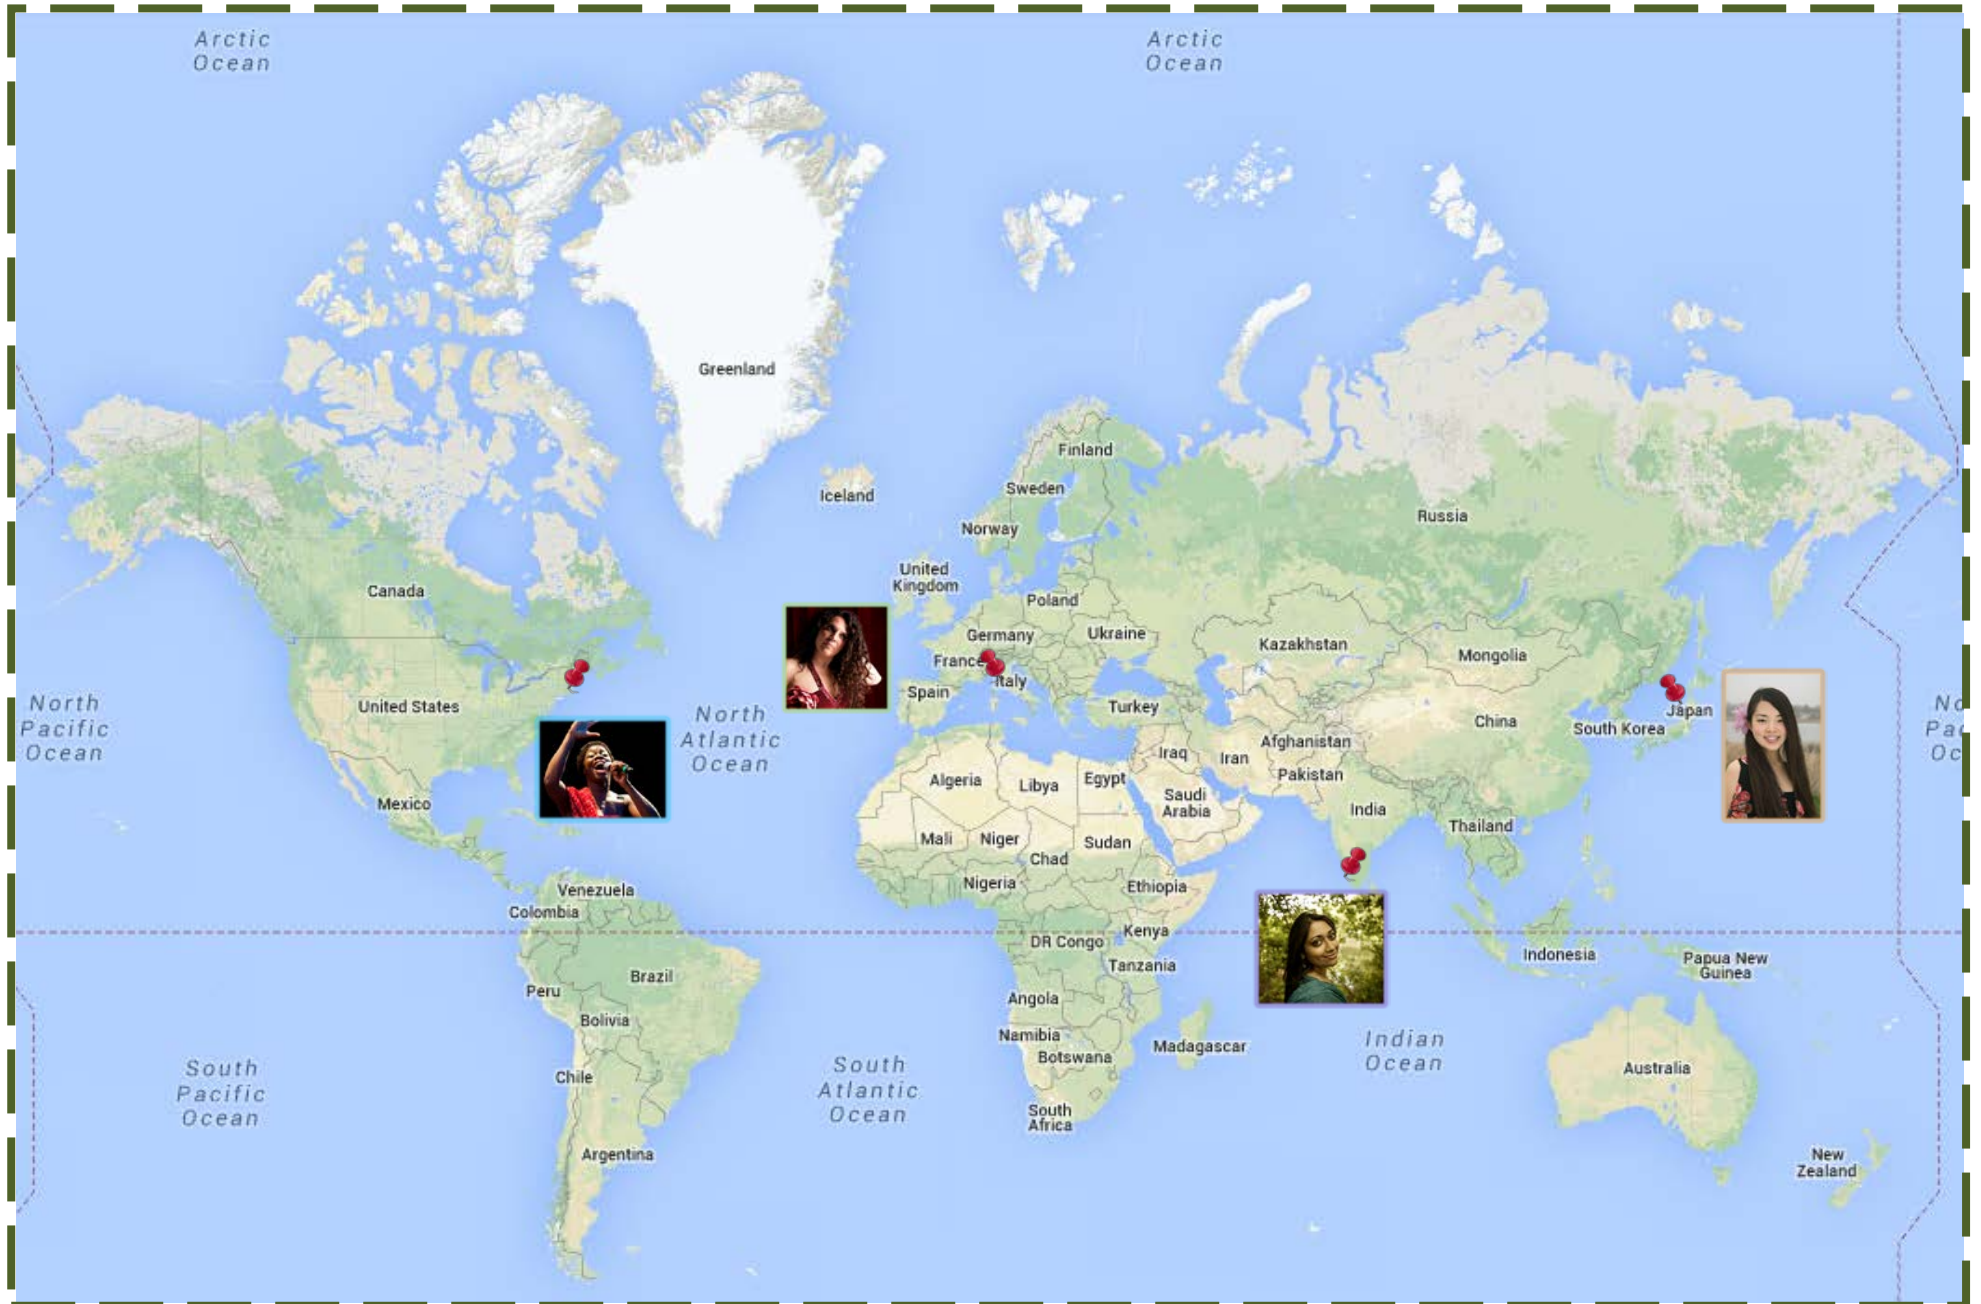 Arctic
Ocean
Arctic
Ocean
Greenland
Finland
Iceland
Sweden
Russia
Norway
United
Kingdom
Canada
Poland
Germany
Ukraine
Kazakhstan
Mongolia
France
Italy
Spain
North
Pacific
Ocean
United States
North
Atlantic
Ocean
Turkey
China
South Korea
Japan
No
Pac
Oc
Iraq
Iran
Afghanistan
Pakistan
Algeria
Libya
Egypt
Saudi
Arabia
Mexico
India
Thailand
Mali
Niger
Chad
Sudan
Nigeria
Ethiopia
Venezuela
Colombia
DR Congo
Kenya
Tanzania
Indonesia
Papua New
Guinea
Brazil
Peru
Bolivia
Angola
Namibia
Botswana
Madagascar
Indian
Ocean
South
Pacific
Ocean
Chile
South
Atlantic
Ocean
Australia
South
Africa
Argentina
New
Zealand